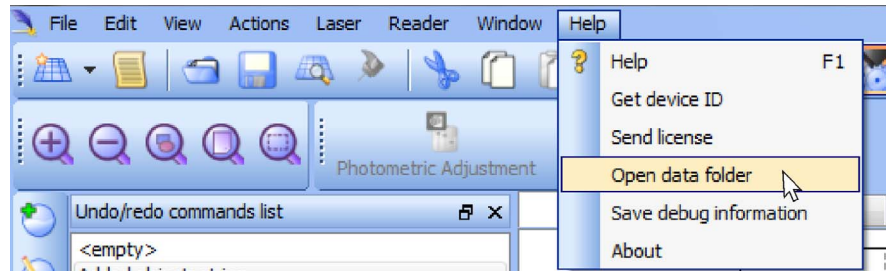 File Edit View Actions Laser Reader Window Help
Help F1
Get device ID
Send license
Photometric Adjustment
Open data folder
Undo/redo commands list
Save debug information
<empty>
About